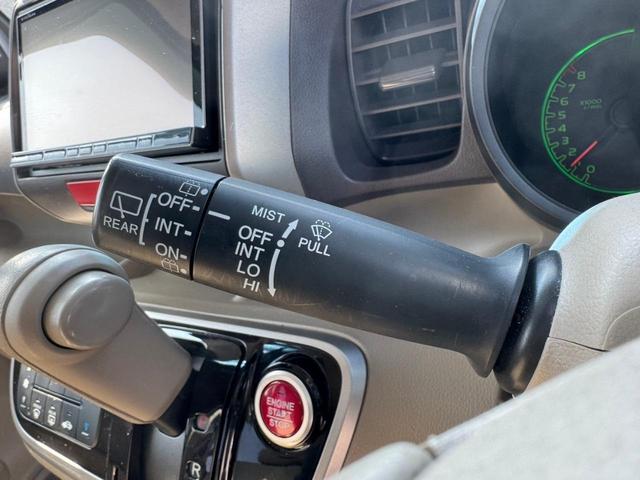 8
7
6
5
4
3
2
0
X1000
r/min
OFF
INT
ON
REAR
MIST
OFF
INT
LO
HI
PULL
ENGINE
START
STOP
R